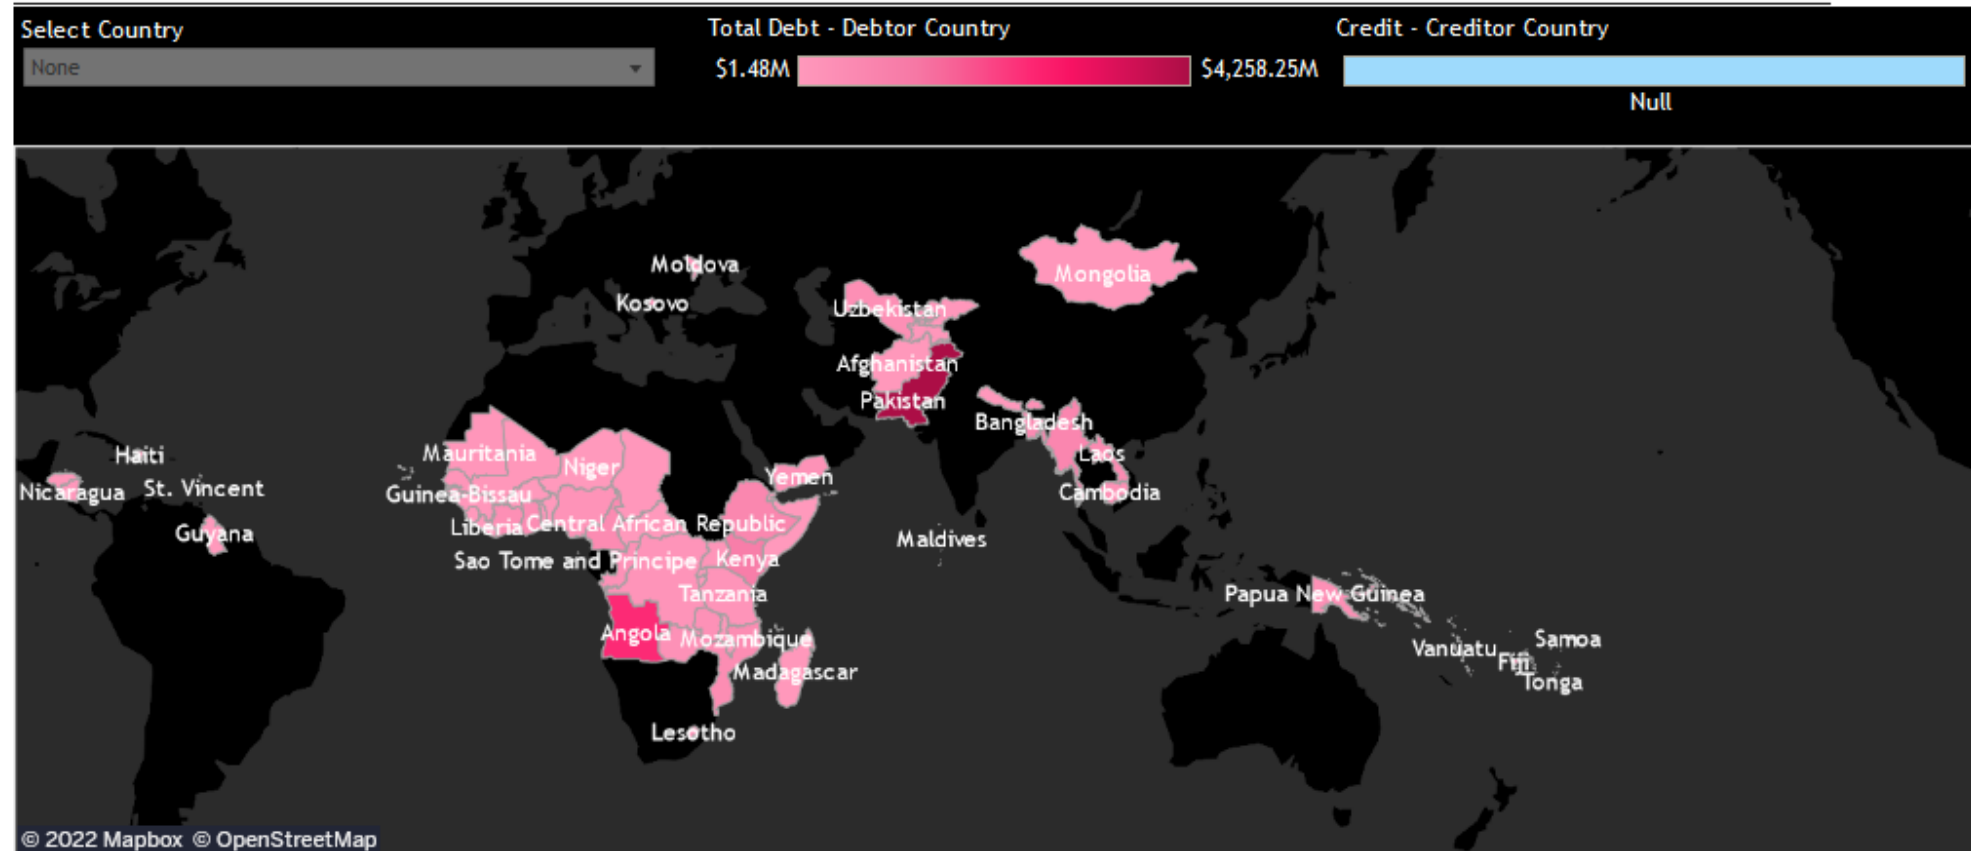 Select Country
None
Total Debt - Debtor Country
$1.48M
$4,258.25M
Credit - Creditor Country
Null
Moldova
Kosovo
Mongolia
Uzbekistan
Afghanistan
Pakistan
Bangladesh
Laos
Cambodia
Haiti
Nicaragua
St. Vincent
Guyana
Mauritania
Niger
Yemen
Guinea-Bissau
Liberia
Central African Republic
Sao Tome and Principe
Kenya
Maldives
Tanzania
Angola
Mozambique
Madagascar
Lesotho
Papua New Guinea
Vanuatu
Samoa
Fiji
Tonga
© 2022 Mapbox © OpenStreetMap